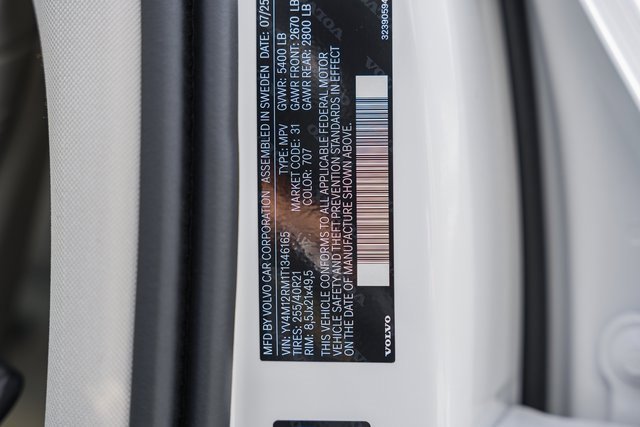 MFD BY VOLVO CAR CORPORATION ASSEMBLED IN SWEDEN DATE: 07/25
VIN: YV4M12RM1T1346165 TYPE: MPV GVWR: 5400 LB
TIRES: 255/40R21 MARKET CODE: 31 GAWR FRONT: 2670 LB
RIM: 8,5Jx21x49,5 COLOR: 707 GAWR REAR: 2800 LB
THIS VEHICLE CONFORMS TO ALL APPLICABLE FEDERAL MOTOR
VEHICLE SAFETY AND THEFT PREVENTION STANDARDS IN EFFECT
ON THE DATE OF MANUFACTURE SHOWN ABOVE.
VOLVO
32390594